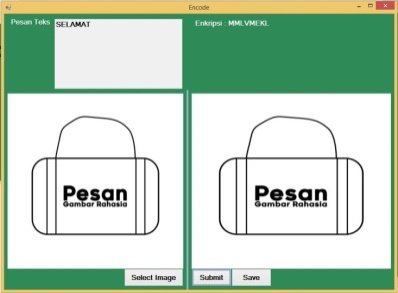 Encode
Pesan Teks
SELAMAT
Enkripsi : MMLVMEKL
Pesan
Gambar Rahasia
Pesan
Gambar Rahasia
Select Image
Submit
Save